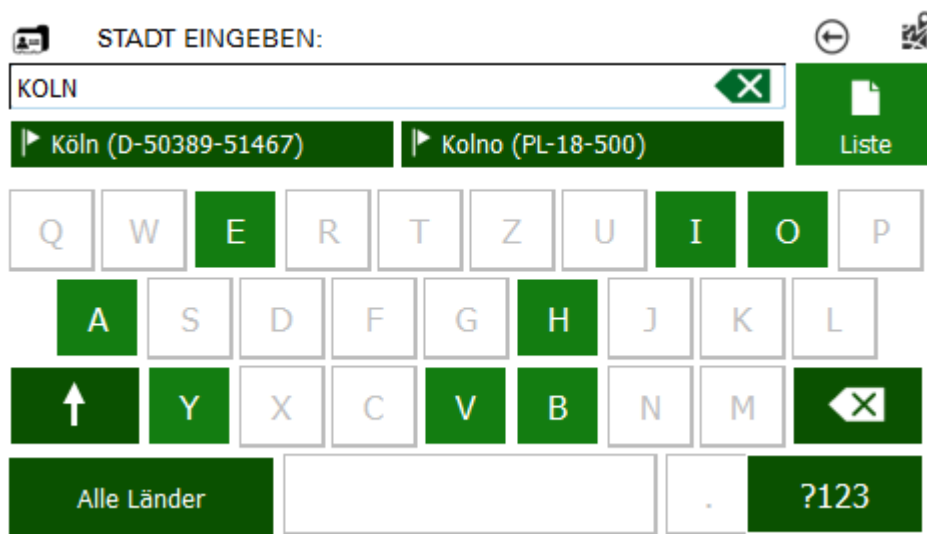 STADT EINGEBEN:
KOLN
Köln (D-50389-51467) Kolno (PL-18-500)
Liste
Q W E R T Z U I O P
A S D F G H J K L
Y X C V B N M
Alle Länder . ?123